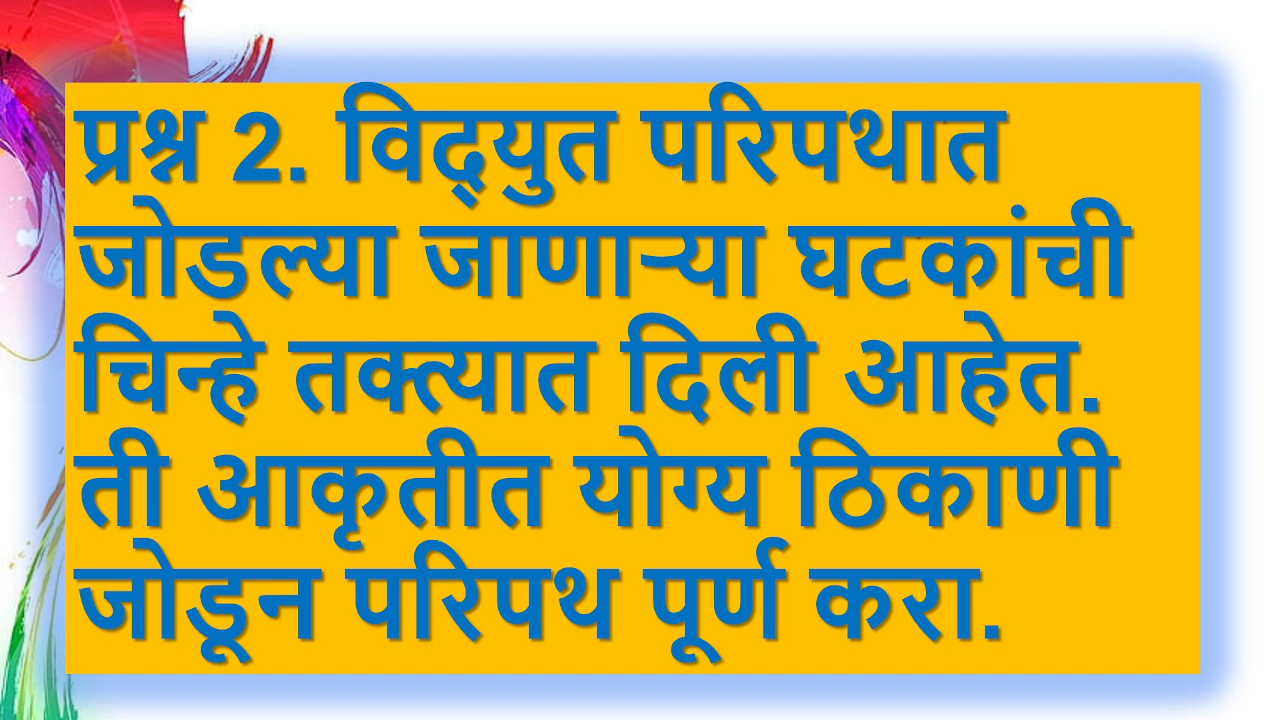 प्रश्न 2. विद्‌युत परिपथात
जोडल्या जाणाऱ्या घटकांची
चिन्हे तक्त्यात दिली आहेत.
ती आकृतीत योग्य ठिकाणी
जोडून परिपथ पूर्ण करा.